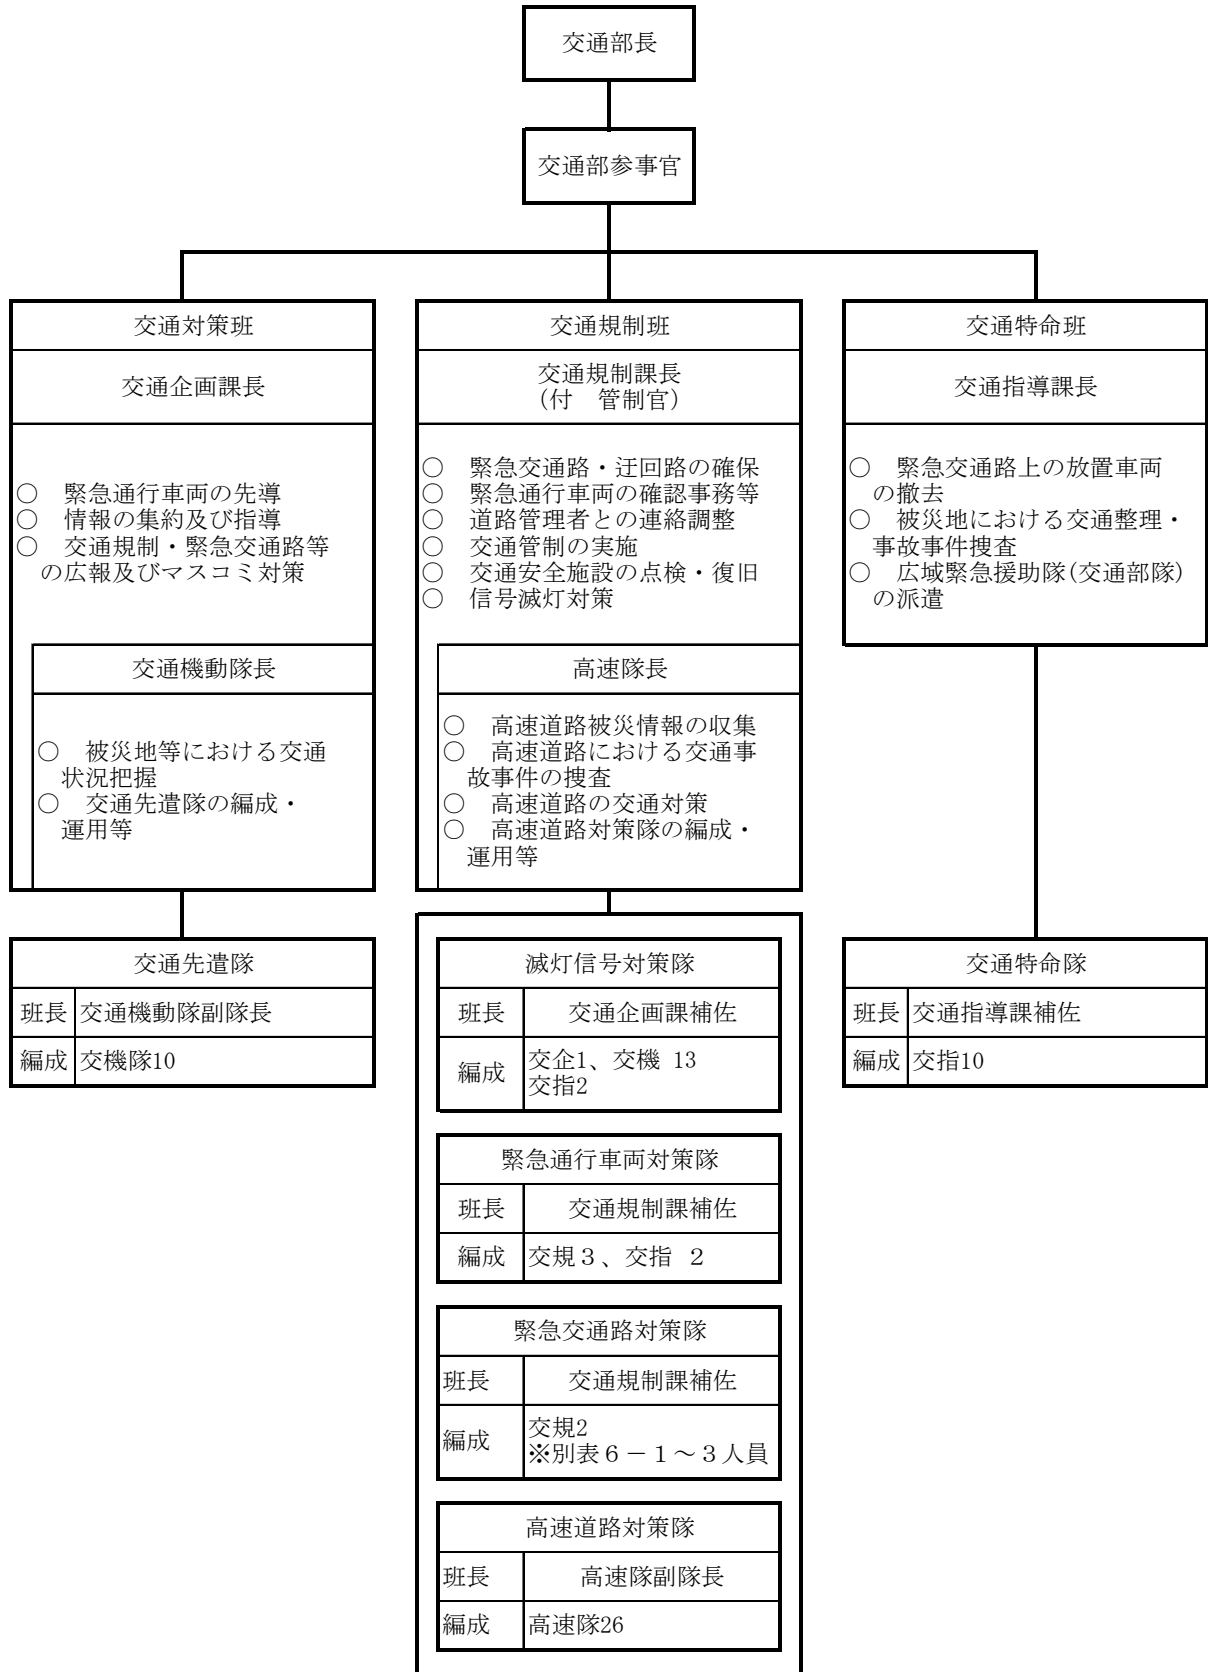 交通部長
交通部参事官
交通対策班
交通企画課長
○　緊急通行車両の先導
○　情報の集約及び指導
○　交通規制・緊急交通路等
の広報及びマスコミ対策
交通機動隊長
○　被災地等における交通
状況把握
○　交通先遣隊の編成・
運用等
交通規制班
交通規制課長
(付　管制官)
○　緊急交通路・迂回路の確保
○　緊急通行車両の確認事務等
○　道路管理者との連絡調整
○　交通管制の実施
○　交通安全施設の点検・復旧
○　信号滅灯対策
高速隊長
○　高速道路被災情報の収集
○　高速道路における交通事
故事件の捜査
○　高速道路の交通対策
○　高速道路対策隊の編成・
運用等
交通特命班
交通指導課長
○　緊急交通路上の放置車両
の撤去
○　被災地における交通整理・
事故事件捜査
○　広域緊急援助隊(交通部隊)
の派遣
交通先遣隊
班長 交通機動隊副隊長
編成 交機隊10
滅灯信号対策隊
班長 交通企画課補佐
編成 交企1、交機 13
交指2
緊急通行車両対策隊
班長 交通規制課補佐
編成 交規３、交指 ２
緊急交通路対策隊
班長 交通規制課補佐
編成 交規2
※別表６－１～３人員
高速道路対策隊
班長 高速隊副隊長
編成 高速隊26
交通特命隊
班長 交通指導課補佐
編成 交指10